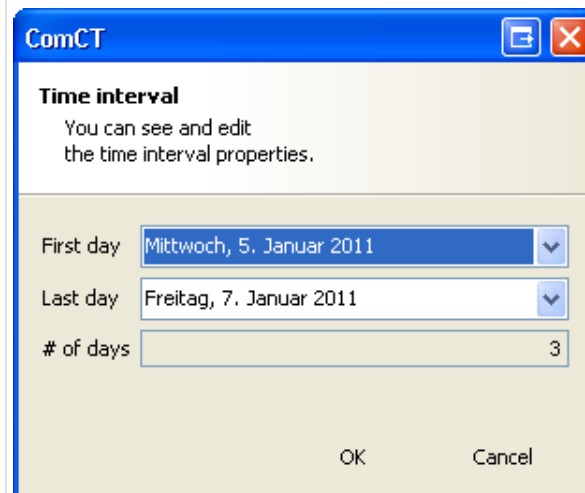 ComCT
Time interval
You can see and edit
the time interval properties.
First day Mittwoch, 5. Januar 2011
Last day Freitag, 7. Januar 2011
# of days 3
OK Cancel